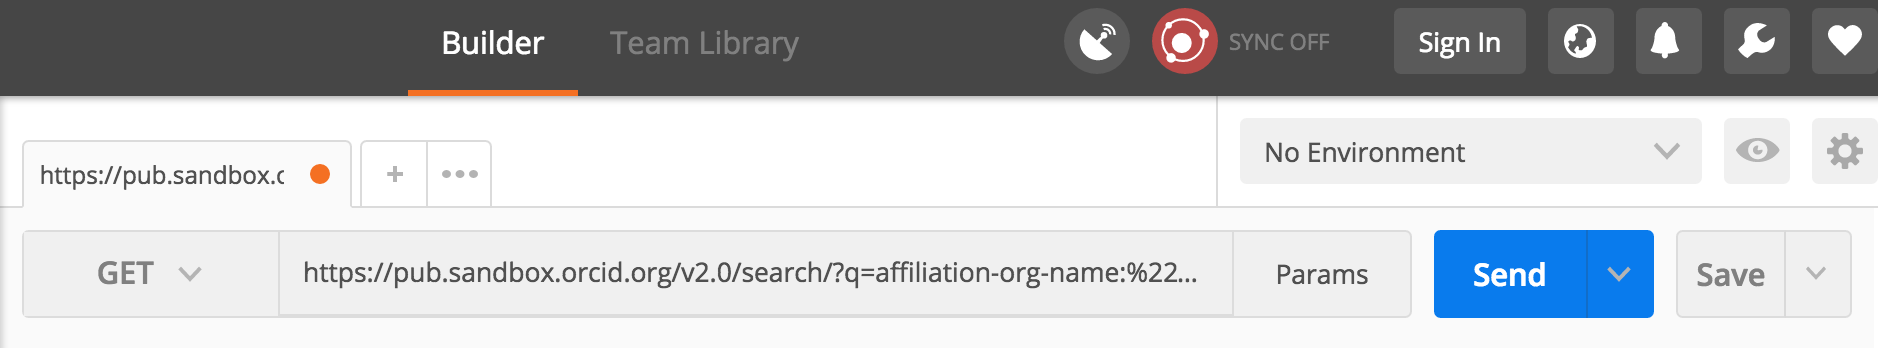 Builder Team Library SYNC OFF Sign In
No Environment
https://pub.sandbox.c + •••
GET https://pub.sandbox.orcid.org/v2.0/search/?q=affiliation-org-name:%22... Params Send Save